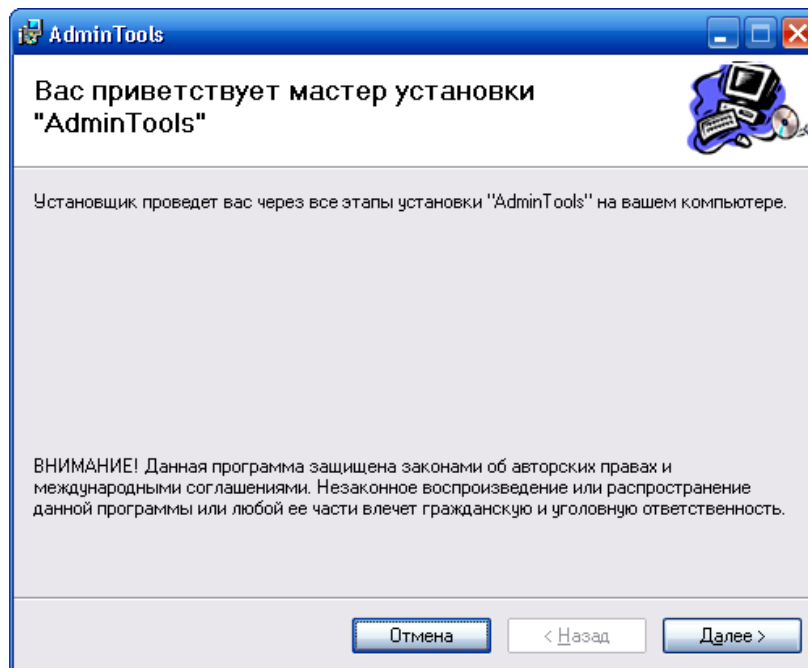 AdminTools
Вас приветствует мастер установки
"AdminTools"
Установщик проведет вас через все этапы установки "AdminTools" на вашем компьютере.
ВНИМАНИЕ! Данная программа защищена законами об авторских правах и
международными соглашениями. Незаконное воспроизведение или распространение
данной программы или любой ее части влечет гражданскую и уголовную ответственность.
Отмена
< Назад
Далее >